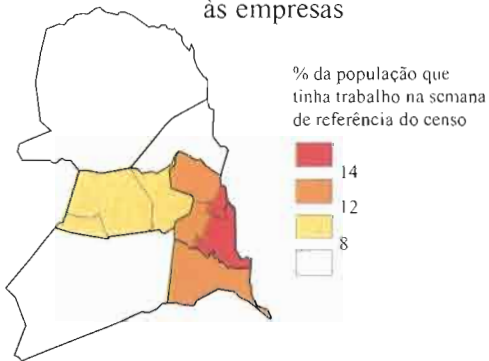 às empresas
% da população que
tinha trabalho na semana
de referência do censo
14
12
8